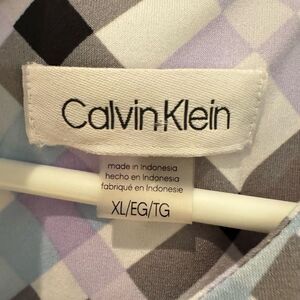 Calvin Klein
made in Indonesia
hecho en Indonesia
fabriqué en Indonesie
XL/EG/TG